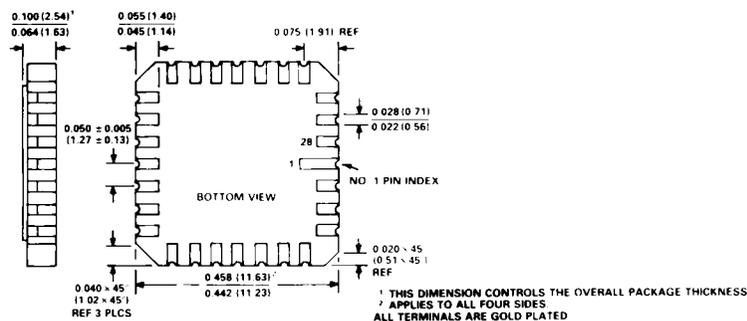 0.100 (2.54)¹
0.064 (1.63)
0.055 (1.40)
0.045 (1.14)
0.075 (1.91) REF
0.028 (0.71)
0.022 (0.56)
0.050 ± 0.005
(1.27 ± 0.13)
28
1
NO. 1 PIN INDEX
BOTTOM VIEW
0.020 × 45°
(0.51 × 45°)
REF
0.040 × 45°
(1.02 × 45°)
REF 3 PLCS
0.458 (11.63)²
0.442 (11.23)
¹ THIS DIMENSION CONTROLS THE OVERALL PACKAGE THICKNESS
² APPLIES TO ALL FOUR SIDES.
ALL TERMINALS ARE GOLD PLATED